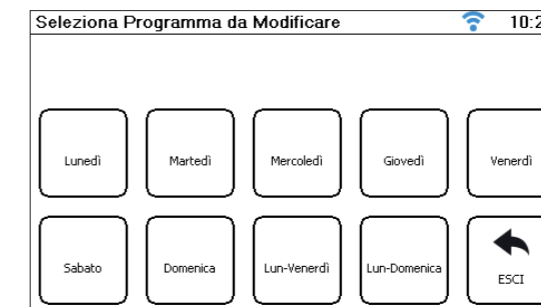 Seleziona Programma da Modificare 10:2
Lunedì Martedì Mercoledì Giovedì Venerdì
Sabato Domenica Lun-Venerdì Lun-Domenica ESCI